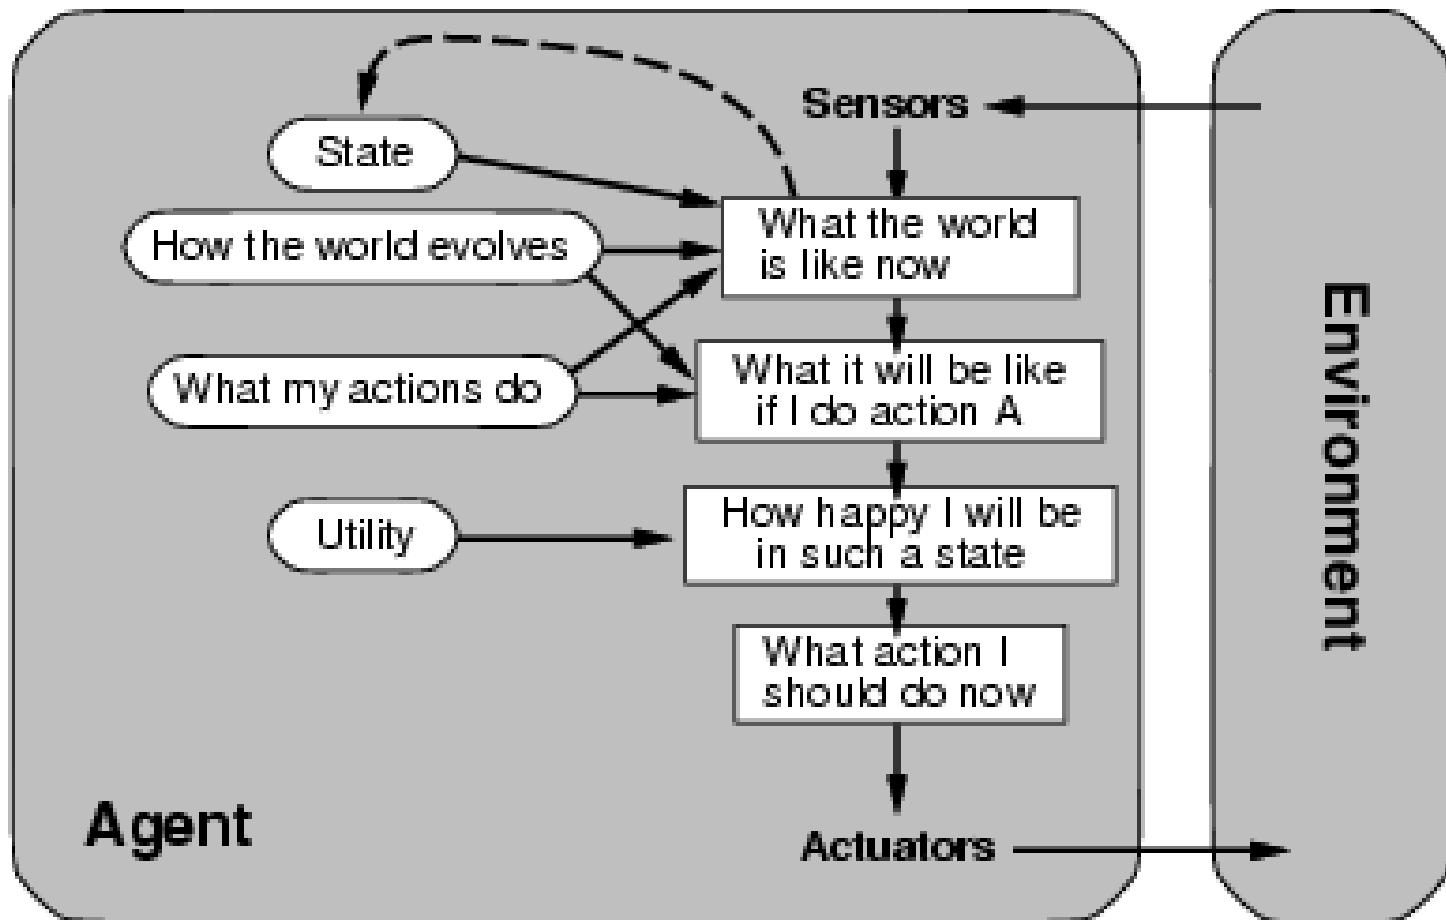 Sensors
State
What the world
is like now
How the world evolves
What my actions do
What it will be like
if I do action A
Utility
How happy I will be
in such a state
What action I
should do now
Agent
Actuators
Environment